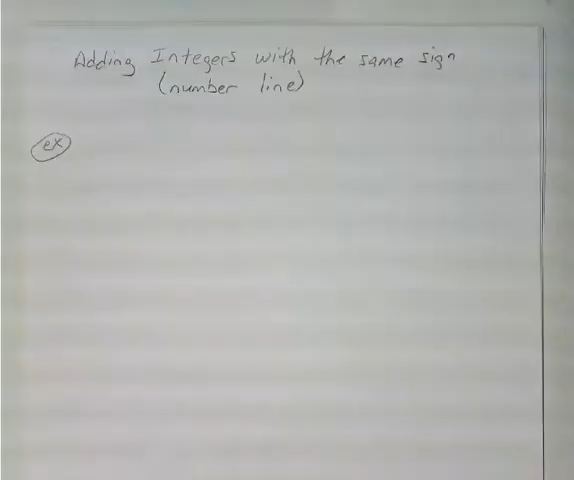 Adding Integers with the same sign
(number line)
ex